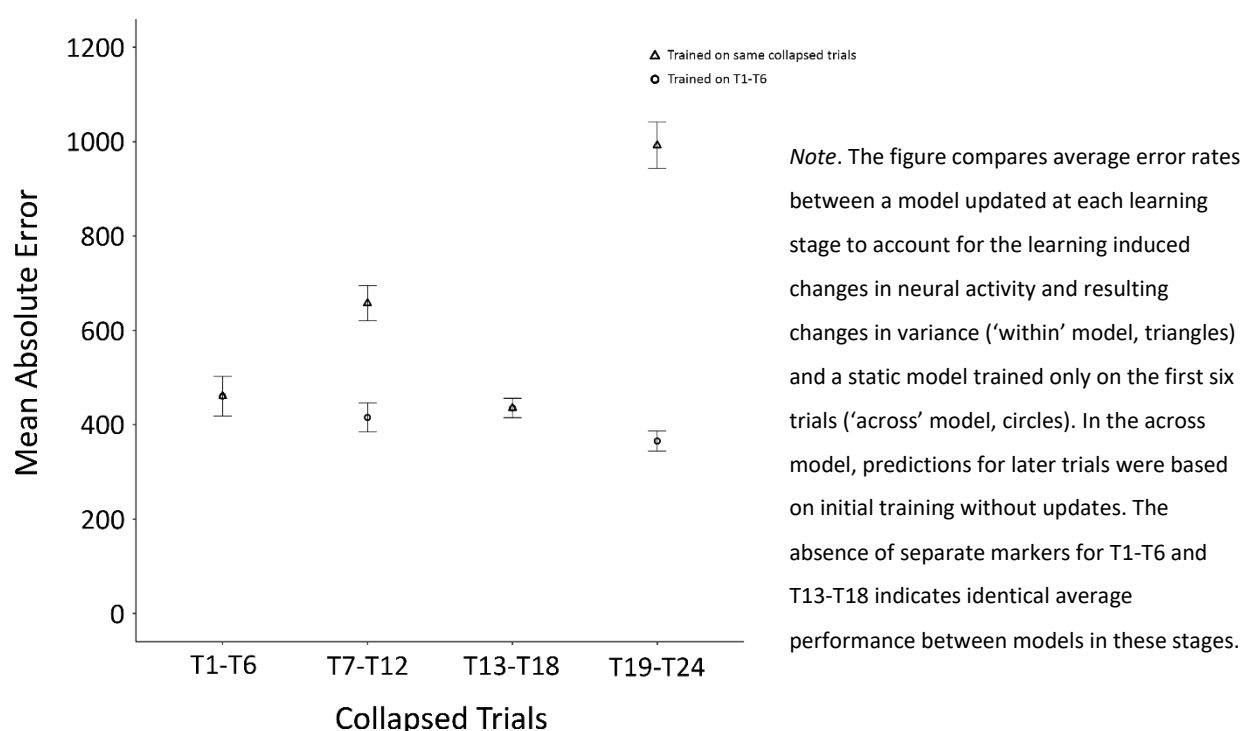 1200
1000
800
600
400
200
0
Mean Absolute Error
Trained on same collapsed trials
Trained on T1-T6
T1-T6
T7-T12
T13-T18
T19-T24
Collapsed Trials
Note. The figure compares average error rates
between a model updated at each learning
stage to account for the learning induced
changes in neural activity and resulting
changes in variance (‘within’ model, triangles)
and a static model trained only on the first six
trials (‘across’ model, circles). In the across
model, predictions for later trials were based
on initial training without updates. The
absence of separate markers for T1-T6 and
T13-T18 indicates identical average
performance between models in these stages.